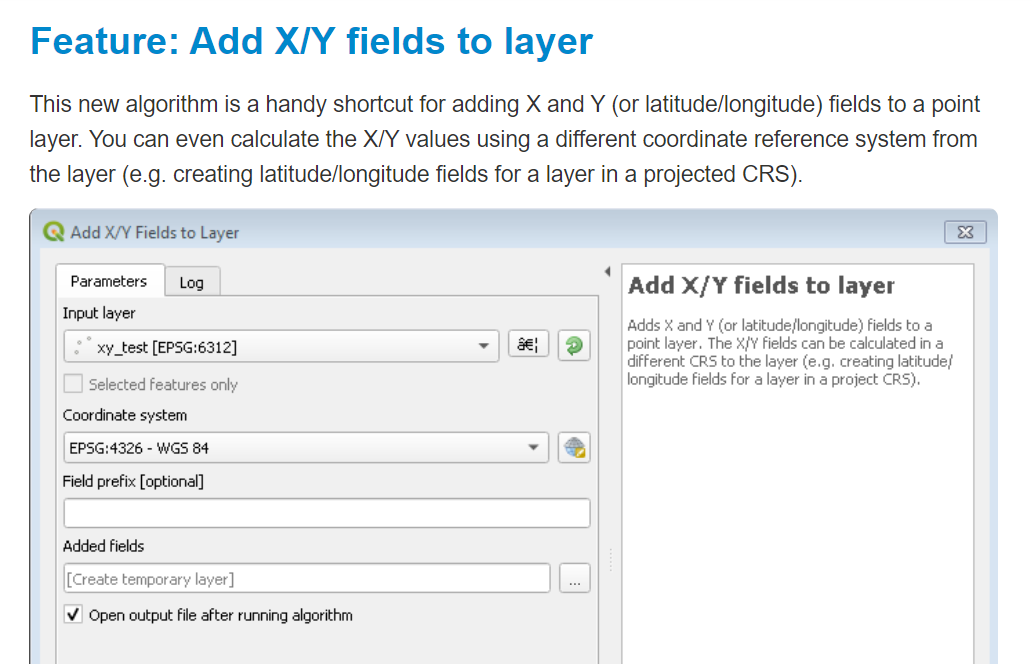 Feature: Add X/Y fields to layer
This new algorithm is a handy shortcut for adding X and Y (or latitude/longitude) fields to a point
layer. You can even calculate the X/Y values using a different coordinate reference system from
the layer (e.g. creating latitude/longitude fields for a layer in a projected CRS).
Add X/Y Fields to Layer
Parameters
Log
Input layer
xy_test [EPSG:6312]
â€¦
Selected features only
Coordinate system
EPSG:4326 - WGS 84
Field prefix [optional]
Added fields
[Create temporary layer]
...
Open output file after running algorithm
Add X/Y fields to layer
Adds X and Y (or latitude/longitude) fields to a
point layer. The X/Y fields can be calculated in a
different CRS to the layer (e.g. creating latitude/
longitude fields for a layer in a project CRS).